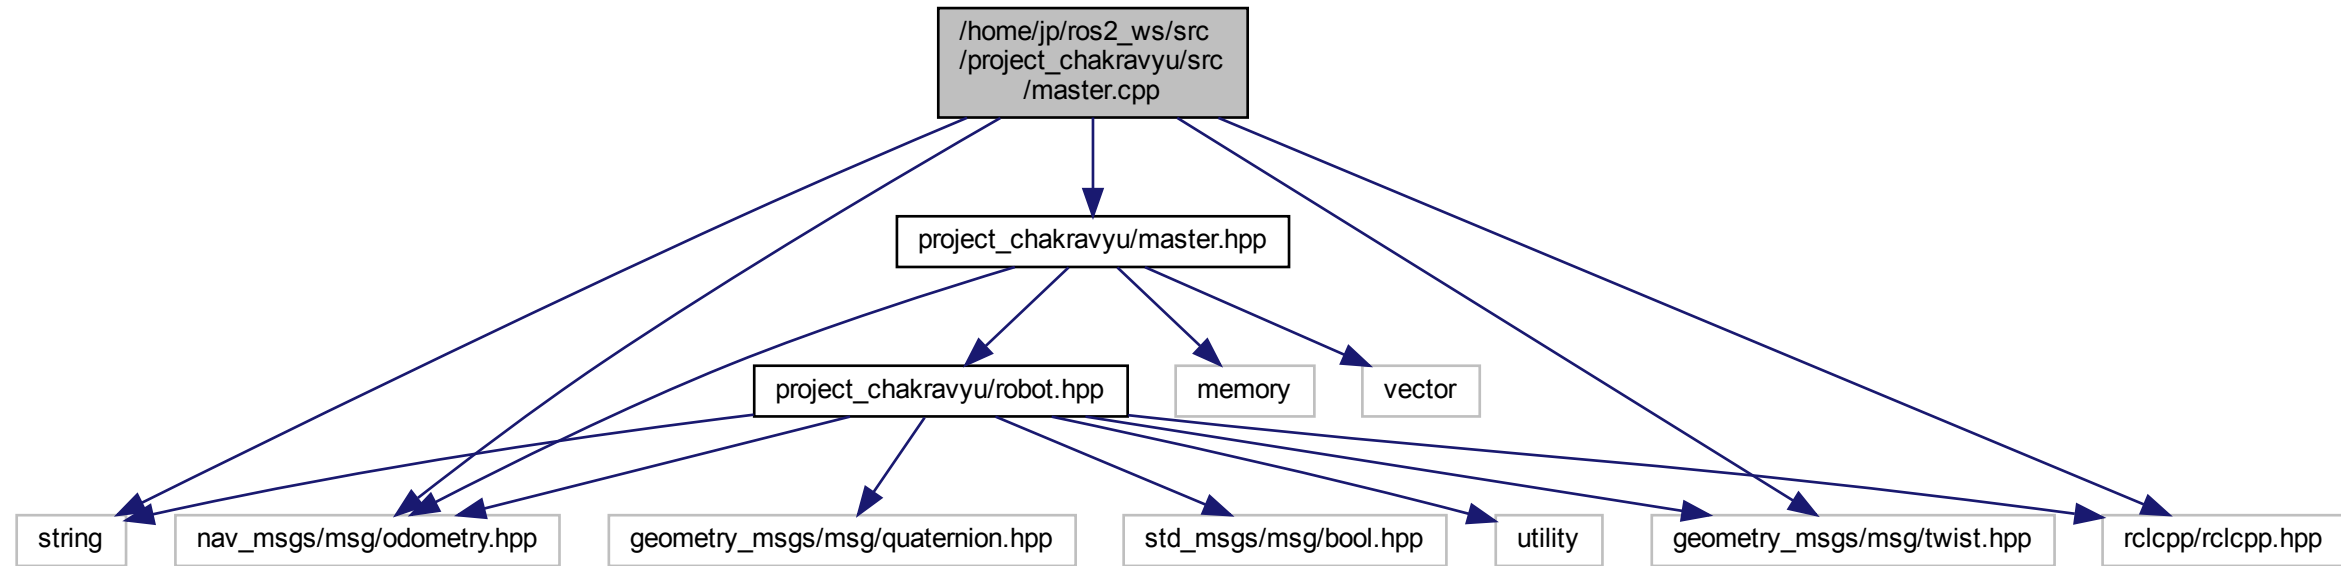 /home/jp/ros2_ws/src
/project_chakravyu/src
/master.cpp
project_chakravyu/master.hpp
project_chakravyu/robot.hpp
memory
vector
string
nav_msgs/msg/odometry.hpp
geometry_msgs/msg/quaternion.hpp
std_msgs/msg/bool.hpp
utility
geometry_msgs/msg/twist.hpp
rclcpp/rclcpp.hpp